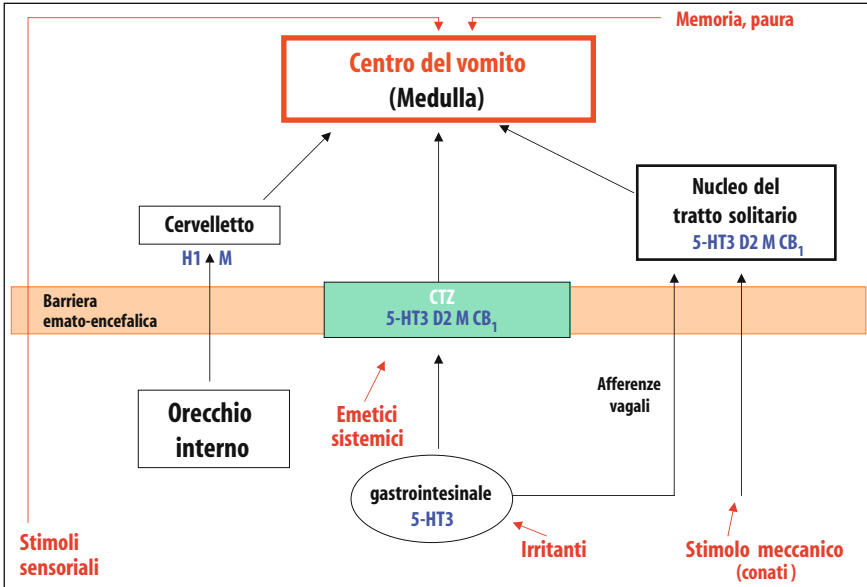 Memoria, paura
Centro del vomito
(Medulla)
Nucleo del
tratto solitario
5-HT3 D2 M CB1
Cervelletto
H1 M
Barriera
emato-encefalica
CTZ
5-HT3 D2 M CB1
Afferenze
vagali
Orecchio
interno
Emetici
sistemici
gastrointesinale
5-HT3
Stimoli
sensoriali
Irritanti
Stimolo meccanico
(conati)